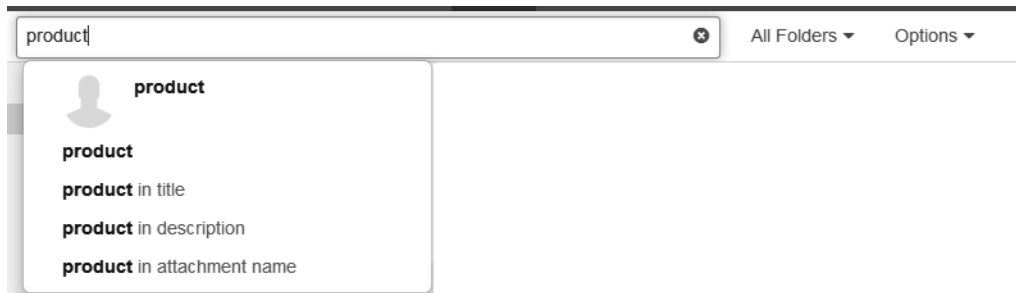 product All Folders Options
product
product
product in title
product in description
product in attachment name